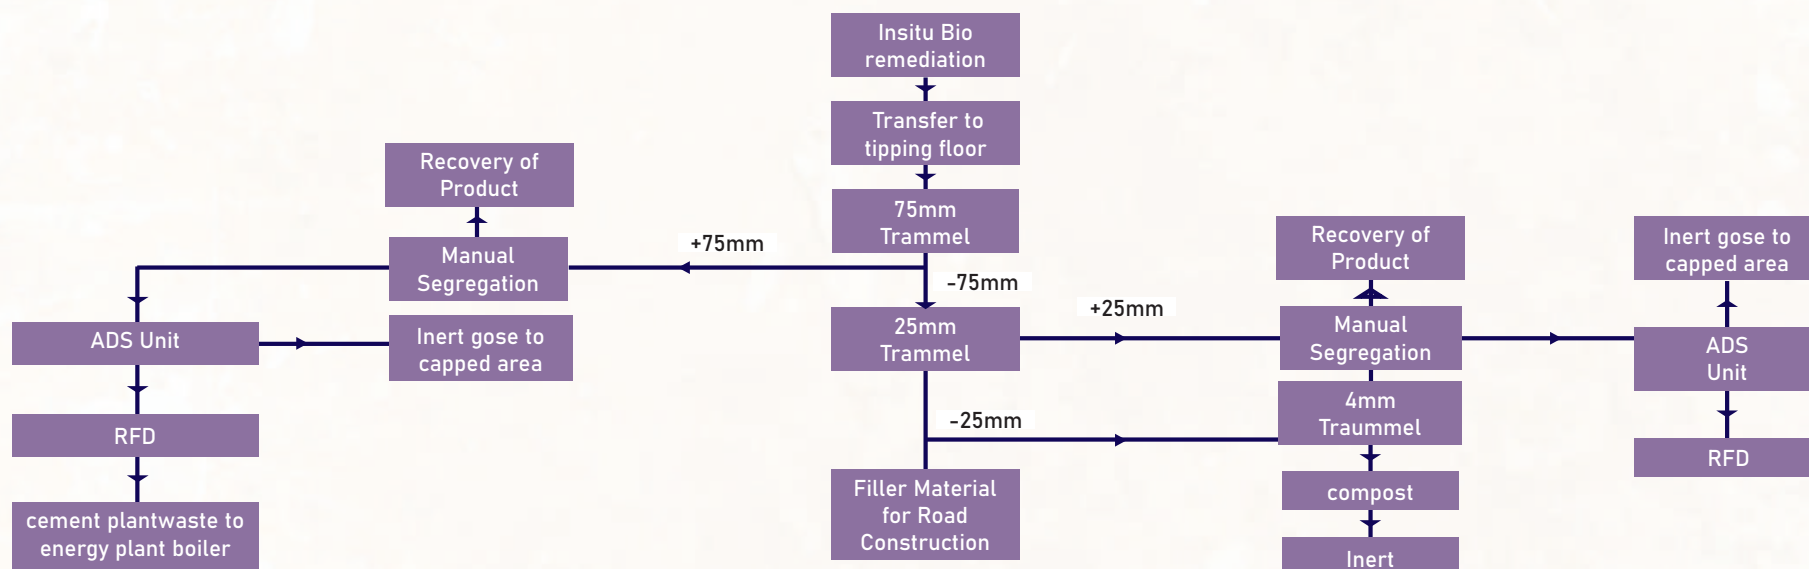 Insitu Bio
remediation
Transfer to
tipping floor
75mm
Trammel
+75mm
-75mm
Recovery of
Product
Manual
Segregation
ADS Unit
Inert gose to
capped area
RFD
cement plantwaste to
energy plant boiler
25mm
Trammel
+25mm
-25mm
Filler Material
for Road
Construction
Recovery of
Product
Manual
Segregation
4mm
Traummel
compost
Inert
Inert gose to
capped area
ADS
Unit
RFD